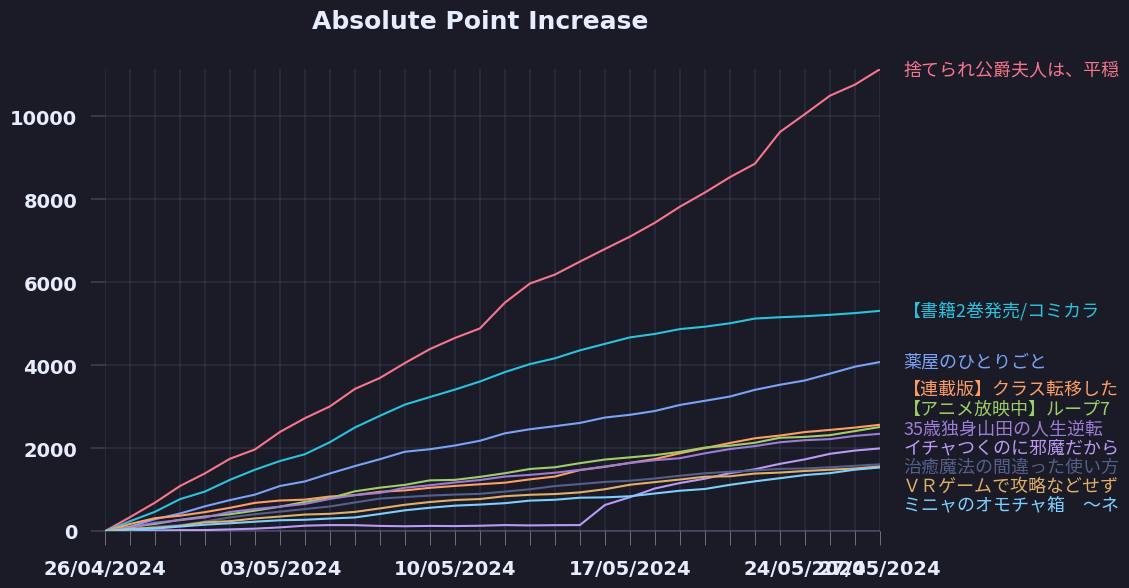 Absolute Point Increase
10000
8000
6000
4000
2000
0
捨てられ公爵夫人は、平穏
【書籍2巻発売/コミカラ
薬屋のひとりごと
【連載版】クラス転移した
【アニメ放映中】ループ7
35歳独身山田の人生逆転
イチャつくのに邪魔だから
治癒魔法の間違った使い方
ＶＲゲームで攻略などせず
ミニャのオモチャ箱　～ネ
26/04/2024
03/05/2024
10/05/2024
17/05/2024
24/05/2024
27/05/2024